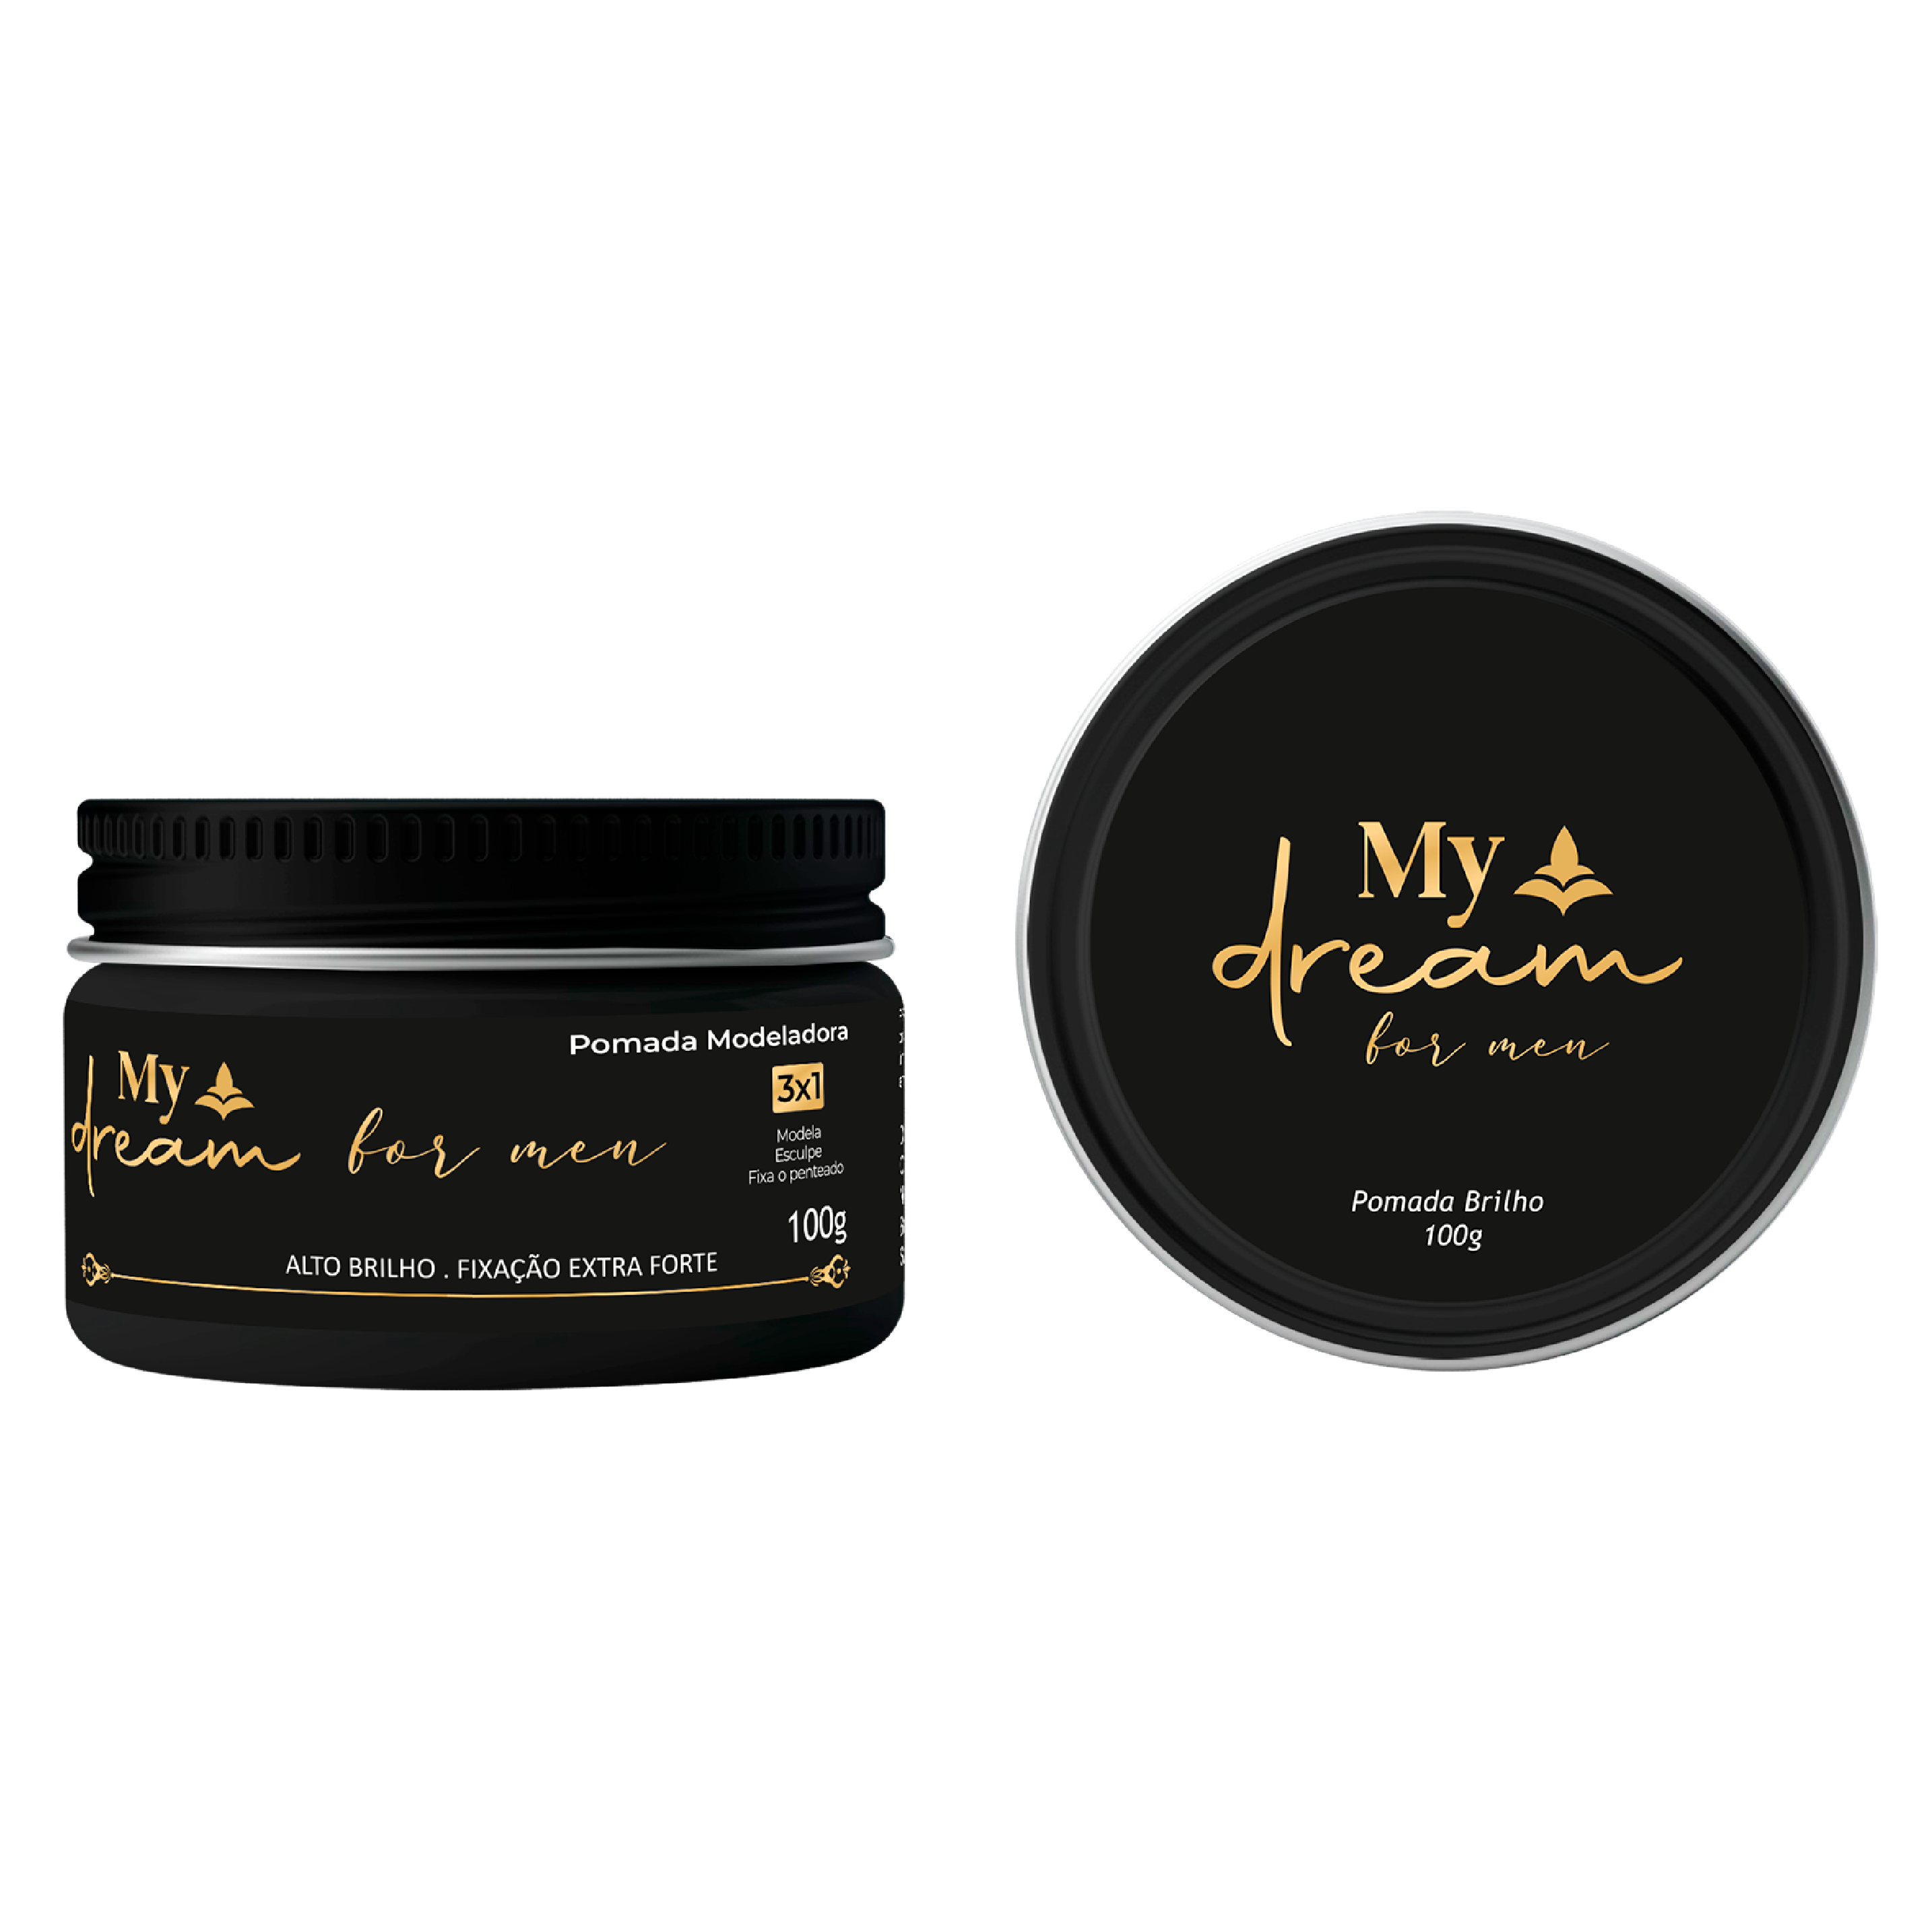 Pomada Modeladora
My
dream for men
3x1
Modela
Esculpe
Fixa o penteado
100g
ALTO BRILHO . FIXAÇÃO EXTRA FORTE
My
dream
for men
Pomada Brilho
100g